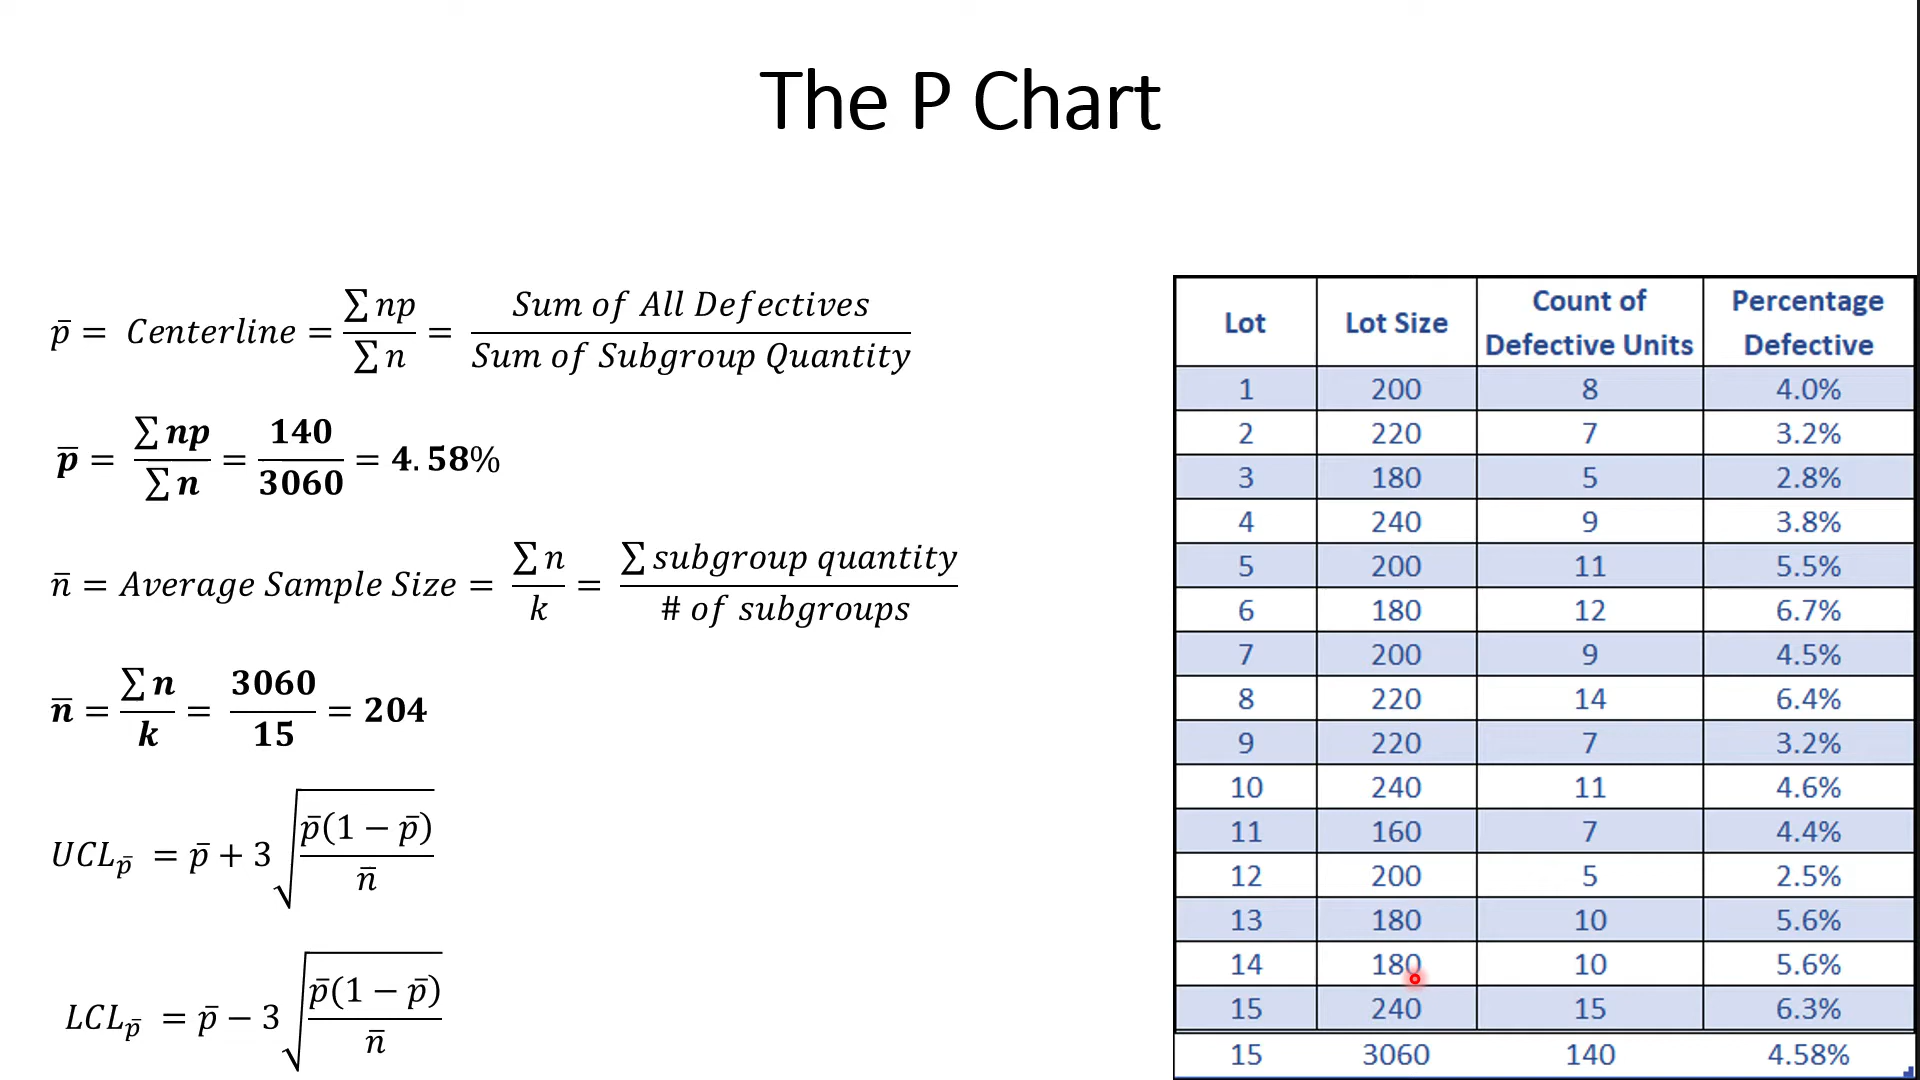 The P Chart
p̄ = Centerline = ∑np / ∑n = Sum of All Defectives / Sum of Subgroup Quantity
p̄ = ∑np / ∑n = 140 / 3060 = 4.58%
n̄ = Average Sample Size = ∑n / k = ∑subgroup quantity / # of subgroups
n̄ = ∑n / k = 3060 / 15 = 204
UCLp̄ = p̄ + 3√(p̄(1 − p̄) / n̄)
LCLp̄ = p̄ − 3√(p̄(1 − p̄) / n̄)
Lot Lot Size Count of Defective Units Percentage Defective
1 200 8 4.0%
2 220 7 3.2%
3 180 5 2.8%
4 240 9 3.8%
5 200 11 5.5%
6 180 12 6.7%
7 200 9 4.5%
8 220 14 6.4%
9 220 7 3.2%
10 240 11 4.6%
11 160 7 4.4%
12 200 5 2.5%
13 180 10 5.6%
14 180 10 5.6%
15 240 15 6.3%
15 3060 140 4.58%